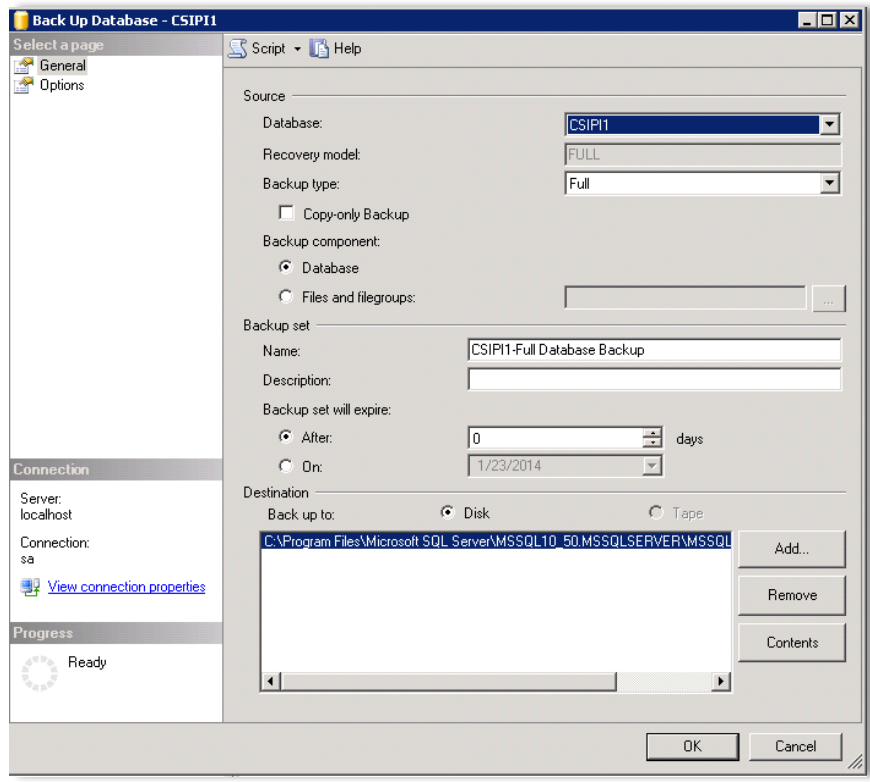 Back Up Database - CSIPI1
Select a page
General
Options
Script Help
Source
Database: CSIPI1
Recovery model: FULL
Backup type: Full
Copy-only Backup
Backup component:
Database
Files and filegroups: ...
Backup set
Name: CSIPI1-Full Database Backup
Description:
Backup set will expire:
After: 0 days
On: 1/23/2014
Destination
Back up to: Disk Tape
C:\Program Files\Microsoft SQL Server\MSSQL10_50.MSSQLSERVER\MSSQL
Add...
Remove
Contents
Connection
Server:
localhost
Connection:
sa
View connection properties
Progress
Ready
OK Cancel